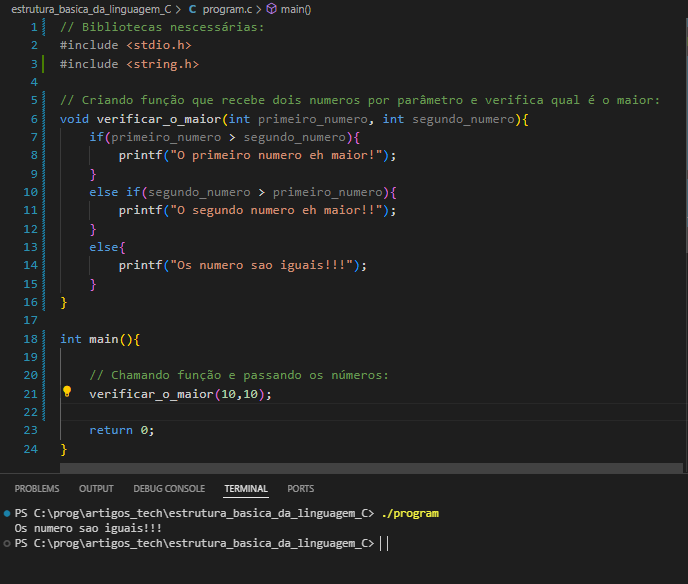 estrutura_basica_da_linguagem_C > C program.c > main()
1 // Bibliotecas nescessárias:
2 #include <stdio.h>
3 #include <string.h>
4
5 // Criando função que recebe dois numeros por parâmetro e verifica qual é o maior:
6 void verificar_o_maior(int primeiro_numero, int segundo_numero){
7     if(primeiro_numero > segundo_numero){
8         printf("O primeiro numero eh maior!");
9     }
10     else if(segundo_numero > primeiro_numero){
11         printf("O segundo numero eh maior!!");
12     }
13     else{
14         printf("Os numero sao iguais!!!");
15     }
16 }
17
18 int main(){
19
20     // Chamando função e passando os números:
21     verificar_o_maior(10,10);
22
23     return 0;
24 }
PROBLEMS OUTPUT DEBUG CONSOLE TERMINAL PORTS
PS C:\prog\artigos_tech\estrutura_basica_da_linguagem_C> ./program
Os numero sao iguais!!!
PS C:\prog\artigos_tech\estrutura_basica_da_linguagem_C>